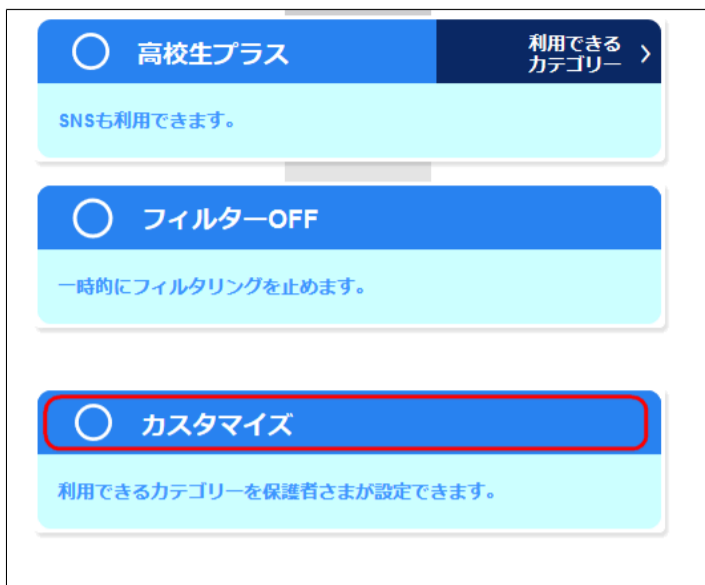 高校生プラス
利用できる
カテゴリー
SNSも利用できます。
フィルターOFF
一時的にフィルタリングを止めます。
カスタマイズ
利用できるカテゴリーを保護者さまが設定できます。